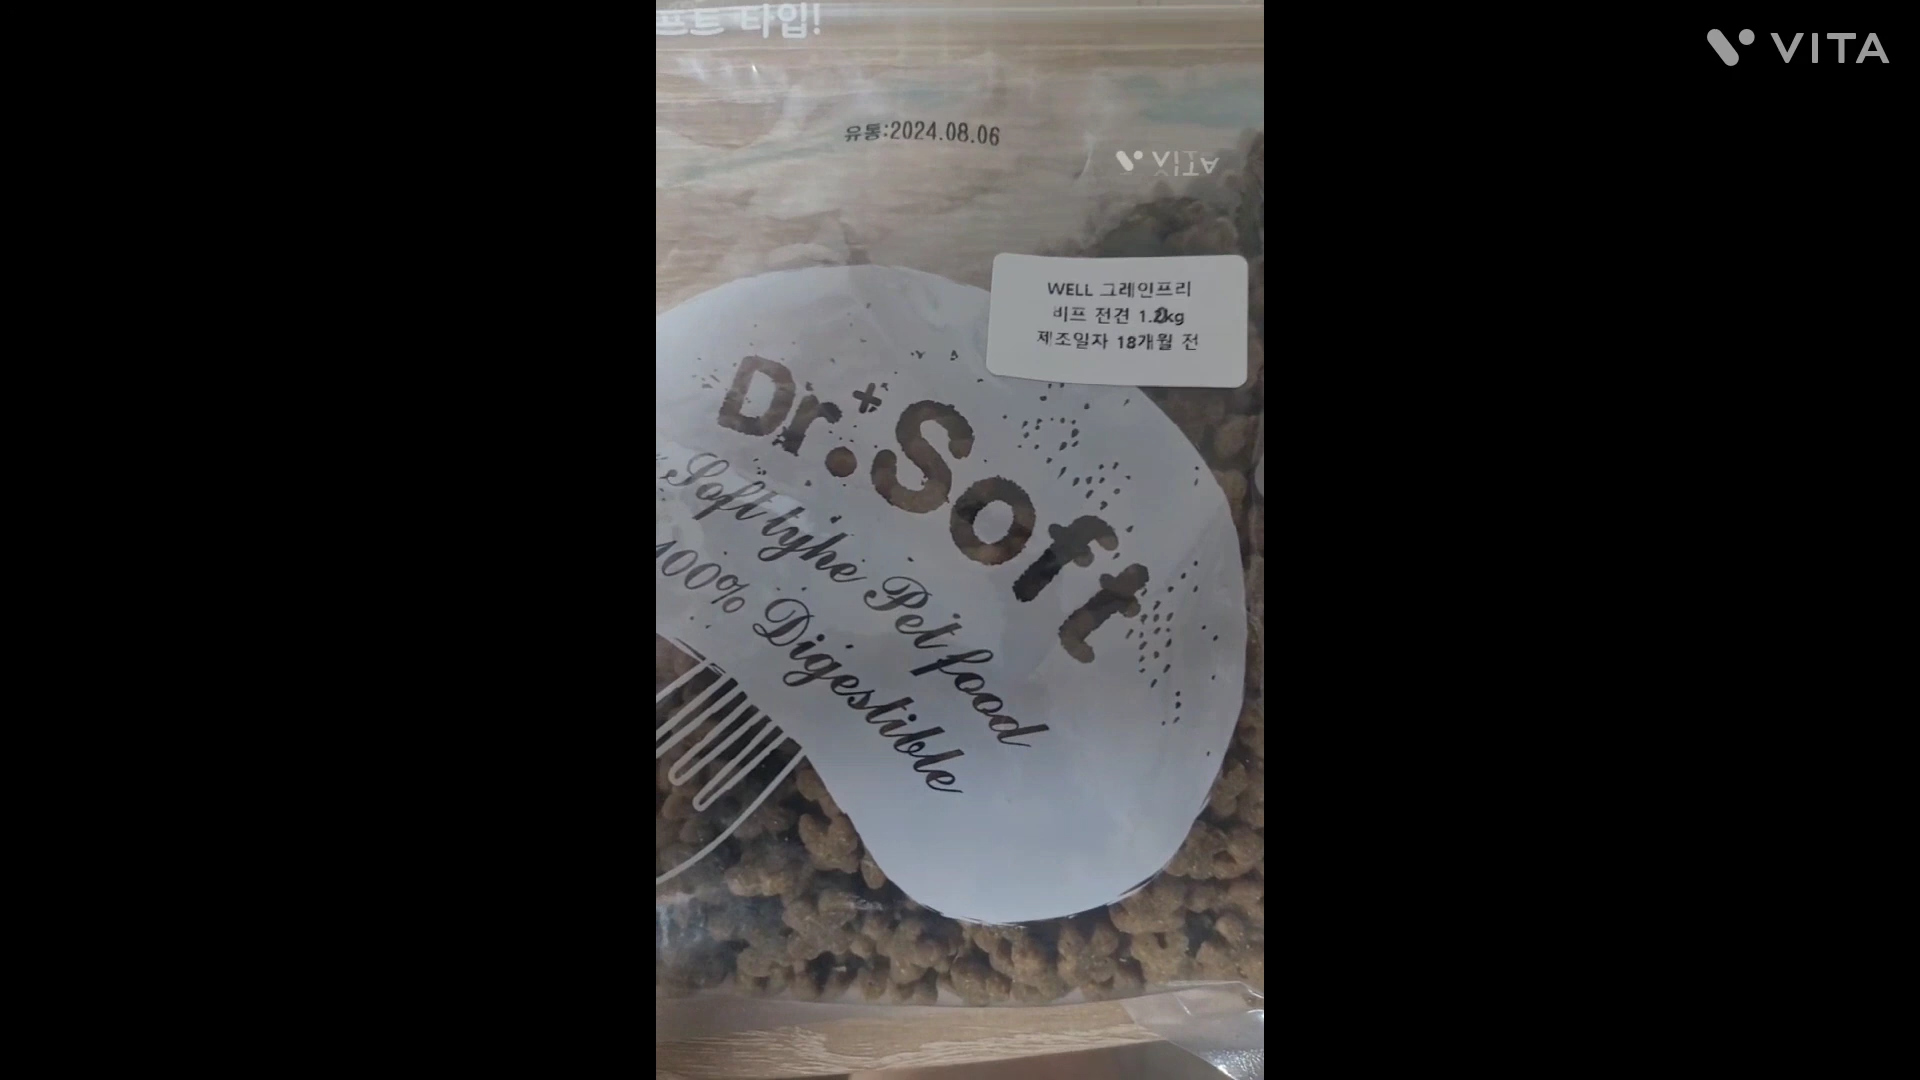 프트 타입!
VITA
유통:2024.08.06
VITA
WELL 그레인프리
비프 전견 1.2kg
제조일자 18개월 전
Dr.Soft
Soft type Pet food
100% Digestible